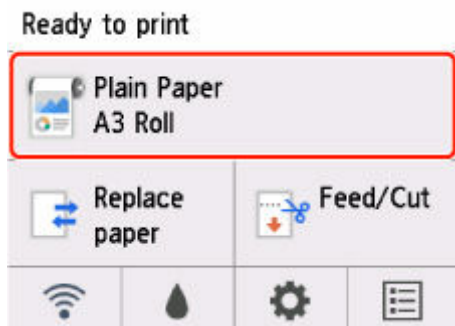 Ready to print
Plain Paper
A3 Roll
Replace
paper
Feed/Cut